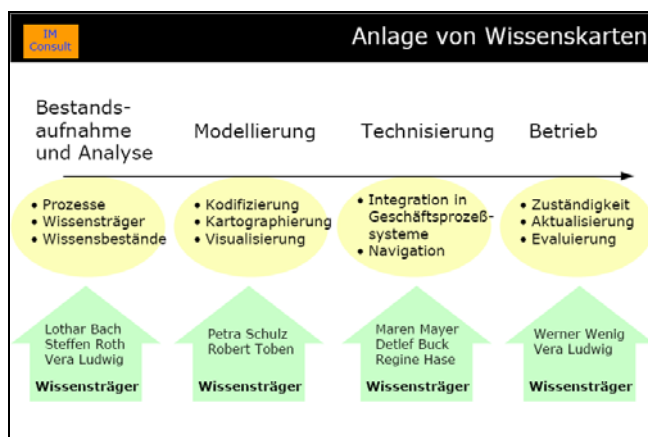 IM
Consult
Anlage von Wissenskarten
Bestands-
aufnahme
und Analyse
Modellierung
Technisierung
Betrieb
• Prozesse
• Wissensträger
• Wissensbestände
• Kodifizierung
• Kartographierung
• Visualisierung
• Integration in
Geschäftsprozeß-
systeme
• Navigation
• Zuständigkeit
• Aktualisierung
• Evaluierung
Lothar Bach
Steffen Roth
Vera Ludwig
Wissensträger
Petra Schulz
Robert Toben
Wissensträger
Maren Mayer
Detlef Buck
Regine Hase
Wissensträger
Werner Wenig
Vera Ludwig
Wissensträger